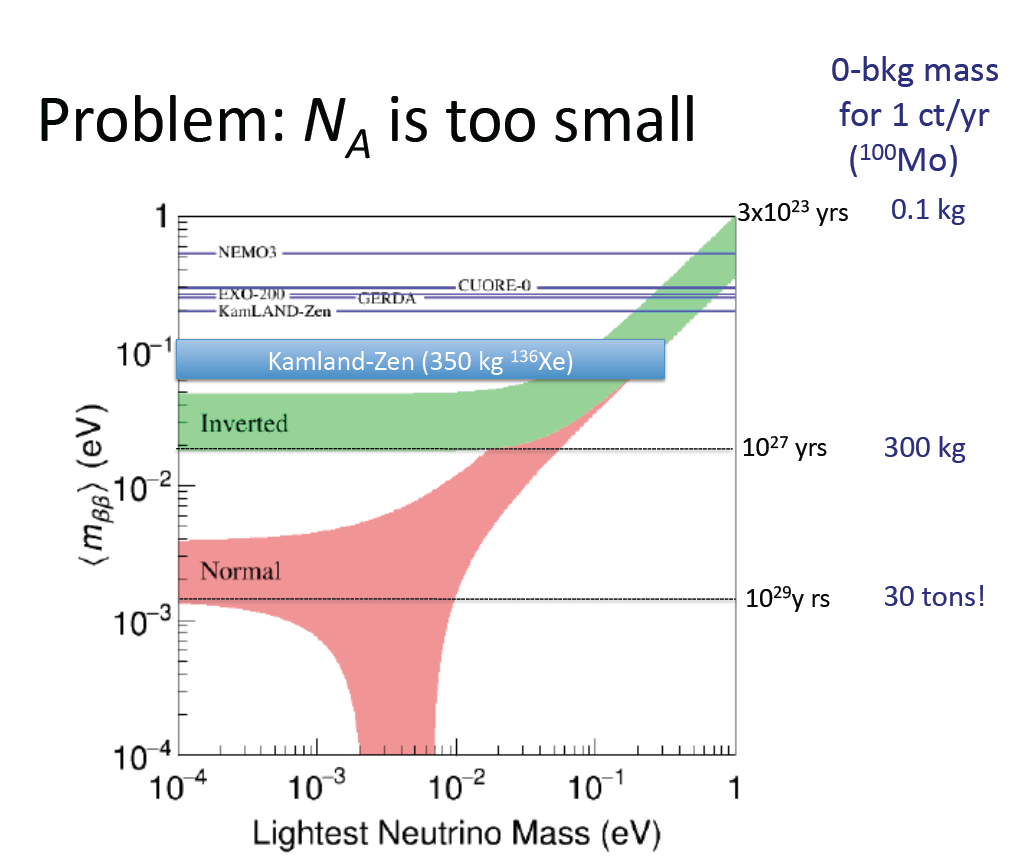 0-bkg mass
for 1 ct/yr
(¹⁰⁰Mo)
Problem: N_A is too small
1
3x10²³ yrs
0.1 kg
NEMO3
CUORE-0
EXO-200
GERDA
KamLAND-Zen
10⁻¹
Kamland-Zen (350 kg ¹³⁶Xe)
Inverted
10²⁷ yrs
300 kg
10⁻²
⟨m_ββ⟩ (eV)
Normal
10²⁹y rs
30 tons!
10⁻³
10⁻⁴
10⁻⁴ 10⁻³ 10⁻² 10⁻¹ 1
Lightest Neutrino Mass (eV)